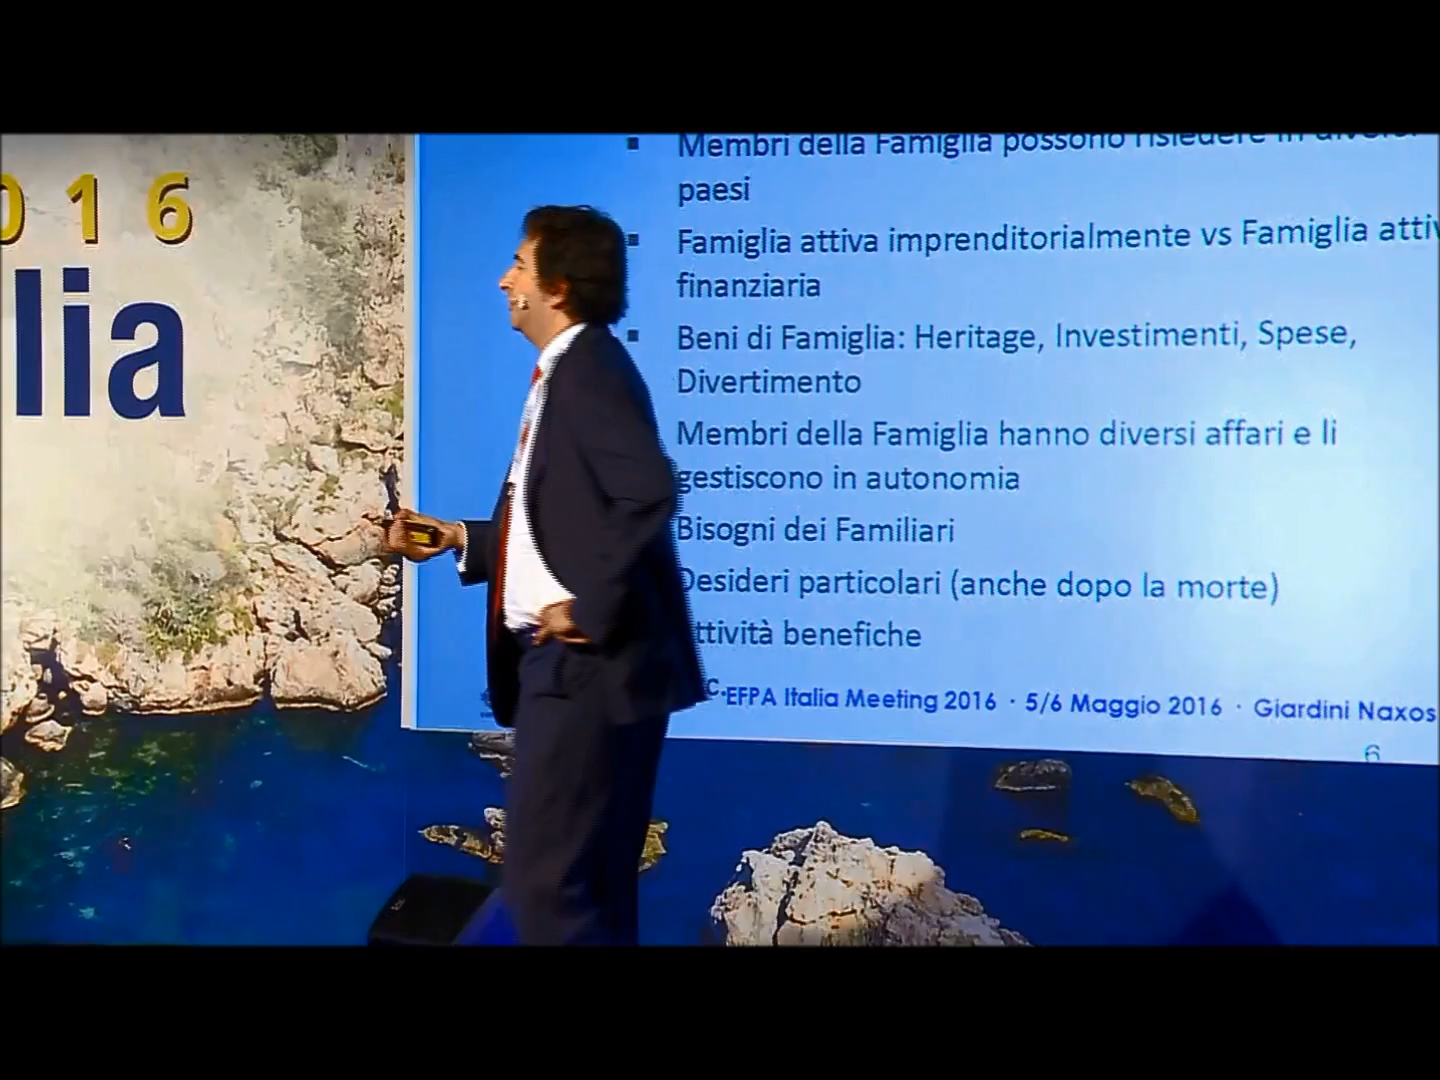 016
lia
Membri della Famiglia possono risiedere in
paesi
Famiglia attiva imprenditorialmente vs Famiglia
finanziaria
Beni di Famiglia: Heritage, Investimenti, Spese,
Divertimento
Membri della Famiglia hanno diversi affari e li
gestiscono in autonomia
Bisogni dei Familiari
Desideri particolari (anche dopo la morte)
ttività benefiche
EFPA Italia Meeting 2016 · 5/6 Maggio 2016 · Giardini Naxos
6